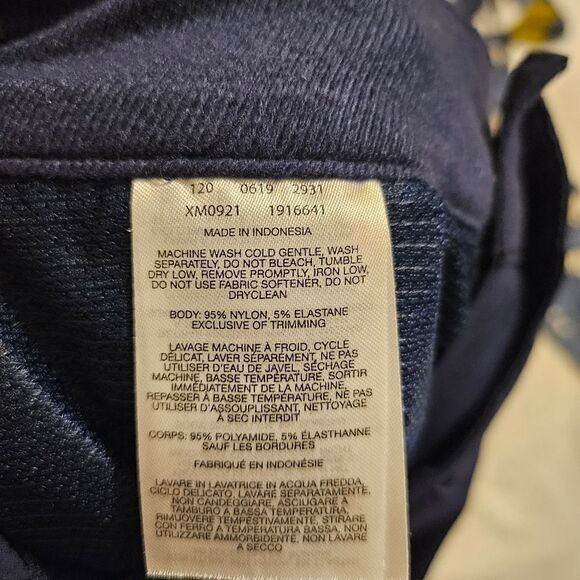 120 0619 2931
XM0921 1916641
MADE IN INDONESIA
MACHINE WASH COLD GENTLE, WASH
SEPARATELY, DO NOT BLEACH, TUMBLE
DRY LOW, REMOVE PROMPTLY, IRON LOW,
DO NOT USE FABRIC SOFTENER, DO NOT
DRYCLEAN
BODY: 95% NYLON, 5% ELASTANE
EXCLUSIVE OF TRIMMING
LAVAGE MACHINE À FROID, CYCLE
DÉLICAT, LAVER SÉPARÉMENT, NE PAS
UTILISER D'EAU DE JAVEL, SÉCHAGE
MACHINE, BASSE TEMPÉRATURE, SORTIR
IMMÉDIATEMENT DE LA MACHINE,
REPASSER À BASSE TEMPÉRATURE, NE PAS
UTILISER D'ASSOUPLISSANT, NETTOYAGE
À SEC INTERDIT
CORPS: 95% POLYAMIDE, 5% ÉLASTHANNE
SAUF LES BORDURES
FABRIQUÉ EN INDONÉSIE
LAVARE IN LAVATRICE IN ACQUA FREDDA,
CICLO DELICATO, LAVARE SEPARATAMENTE,
NON CANDEGGIARE, ASCIUGARE A
TAMBURO A BASSA TEMPERATURA,
RIMUOVERE TEMPESTIVAMENTE, STIRARE
CON FERRO A TEMPERATURA BASSA, NON
UTILIZZARE AMMORBIDENTE, NON LAVARE
A SECCO